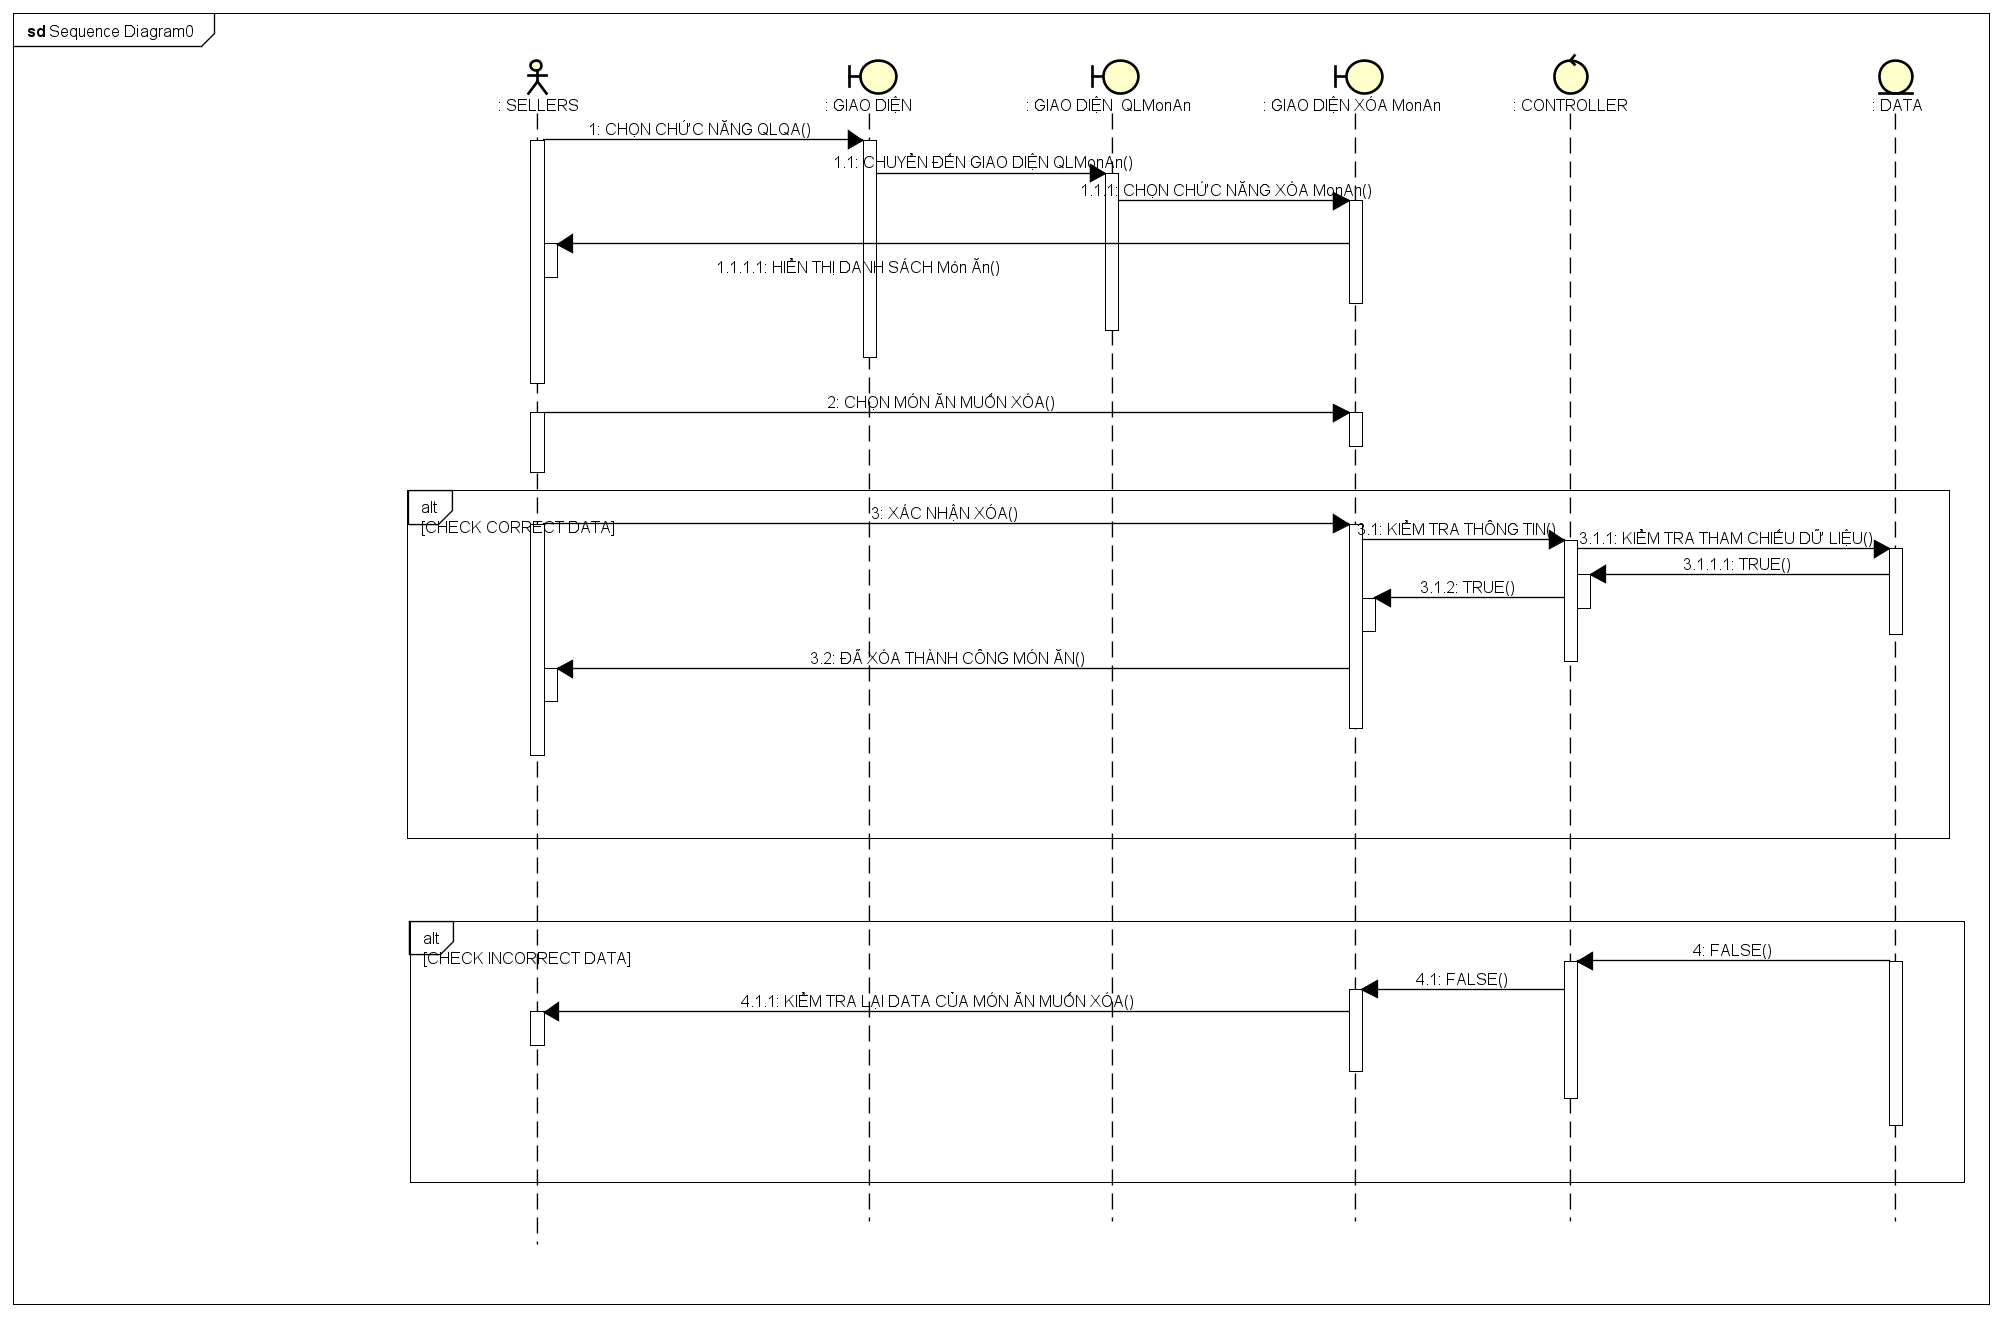 sd Sequence Diagram0
: SELLERS
: GIAO DIỆN
: GIAO DIỆN QLMonAn
: GIAO DIỆN XÓA MonAn
: CONTROLLER
: DATA
1: CHỌN CHỨC NĂNG QLQA()
1.1: CHUYỂN ĐẾN GIAO DIỆN QLMonAn()
1.1.1: CHỌN CHỨC NĂNG XÓA MonAn()
1.1.1.1: HIỂN THỊ DANH SÁCH Món Ăn()
2: CHỌN MÓN ĂN MUỐN XÓA()
alt
[CHECK CORRECT DATA]
3: XÁC NHẬN XÓA()
3.1: KIỂM TRA THÔNG TIN()
3.1.1: KIỂM TRA THAM CHIẾU DỮ LIỆU()
3.1.1.1: TRUE()
3.1.2: TRUE()
3.2: ĐÃ XÓA THÀNH CÔNG MÓN ĂN()
alt
[CHECK INCORRECT DATA]
4: FALSE()
4.1: FALSE()
4.1.1: KIỂM TRA LẠI DATA CỦA MÓN ĂN MUỐN XÓA()